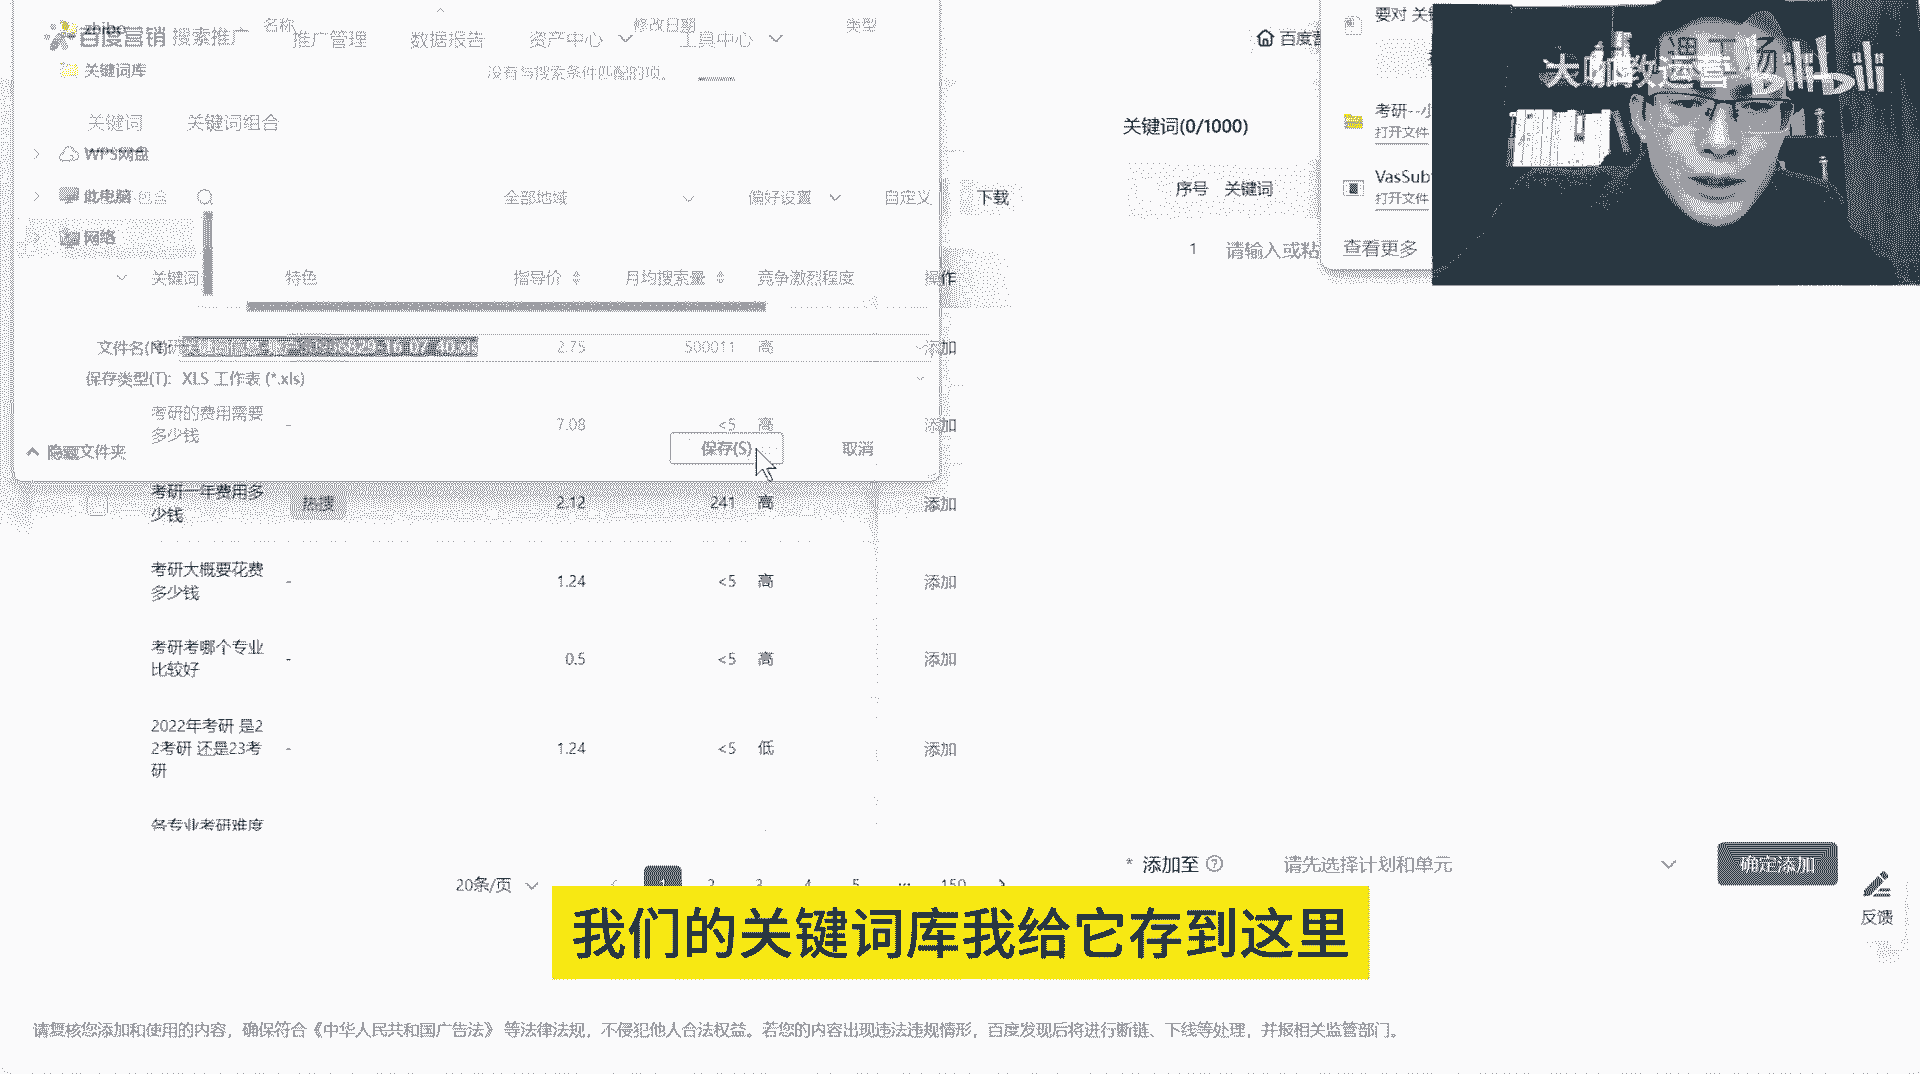 zhibo
百度营销 搜索推广
名称
推广管理
数据报告
资产中心
修改日期
工具中心
类型
关键词库
没有与搜索条件匹配的项。
关键词
关键词组合
WPS网盘
此电脑
包含
全部地域
偏好设置
自定义
下载
网络
关键词
特色
指导价
月均搜索量
竞争激烈程度
操作
文件名(N):
2.75
500011
高
添加
保存类型(T): XLS 工作表 (*.xls)
考研的费用需要
多少钱
-
7.08
<5
高
添加
隐藏文件夹
保存(S)
取消
考研一年费用多
少钱
热搜
2.12
241
高
添加
考研大概要花费
多少钱
-
1.24
<5
高
添加
考研考哪个专业
比较好
-
0.5
<5
高
添加
2022年考研 是2
2考研 还是23考
研
-
1.24
<5
低
添加
各专业考研难度
20条/页
1
2
3
4
5
150
百度营
关键词(0/1000)
序号
关键词
1
请输入或粘
要对 关键
考研--小
打开文件
VasSub
打开文件
查看更多
大咖教运营
bilibili
* 添加至
请先选择计划和单元
确定添加
反馈
我们的关键词库我给它存到这里
请复核您添加和使用的内容，确保符合《中华人民共和国广告法》 等法律法规，不侵犯他人合法权益。若您的内容出现违法违规情形，百度发现后将进行断链、下线等处理，并报相关监管部门。